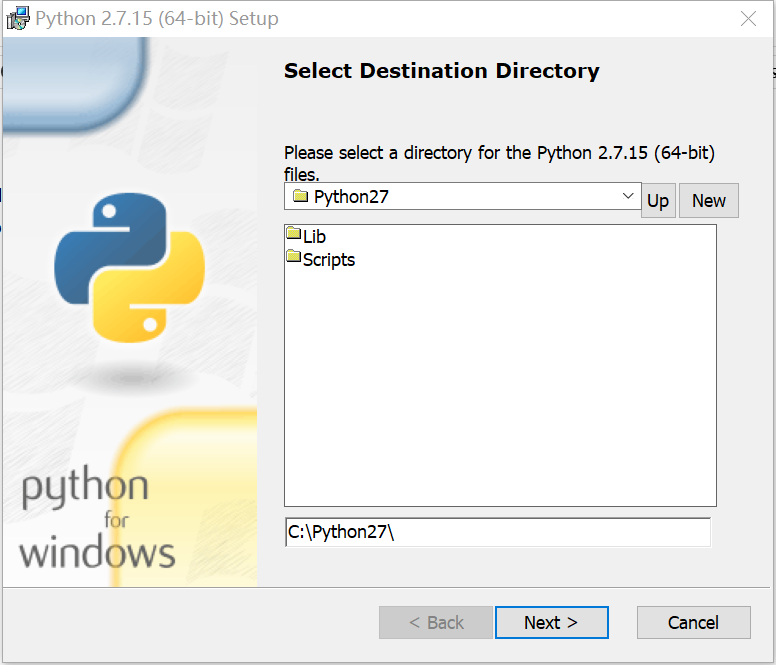 Python 2.7.15 (64-bit) Setup
Select Destination Directory
Please select a directory for the Python 2.7.15 (64-bit)
files.
Python27
Up
New
Lib
Scripts
C:\Python27\
python
for
windows
< Back
Next >
Cancel